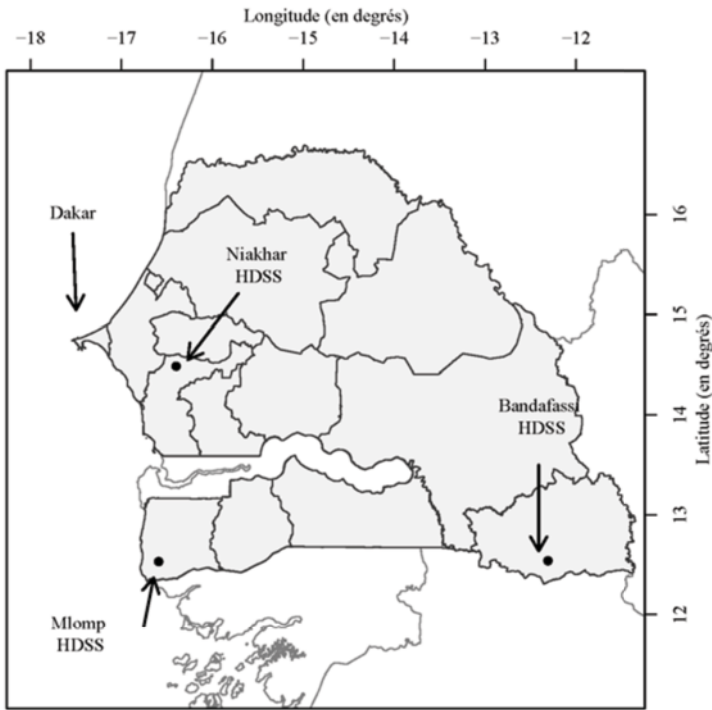 Longitude (en degrés)
−18 −17 −16 −15 −14 −13 −12
Dakar
Niakhar
HDSS
Bandafassi
HDSS
Mlomp
HDSS
16
15
14
13
12
Latitude (en degrés)